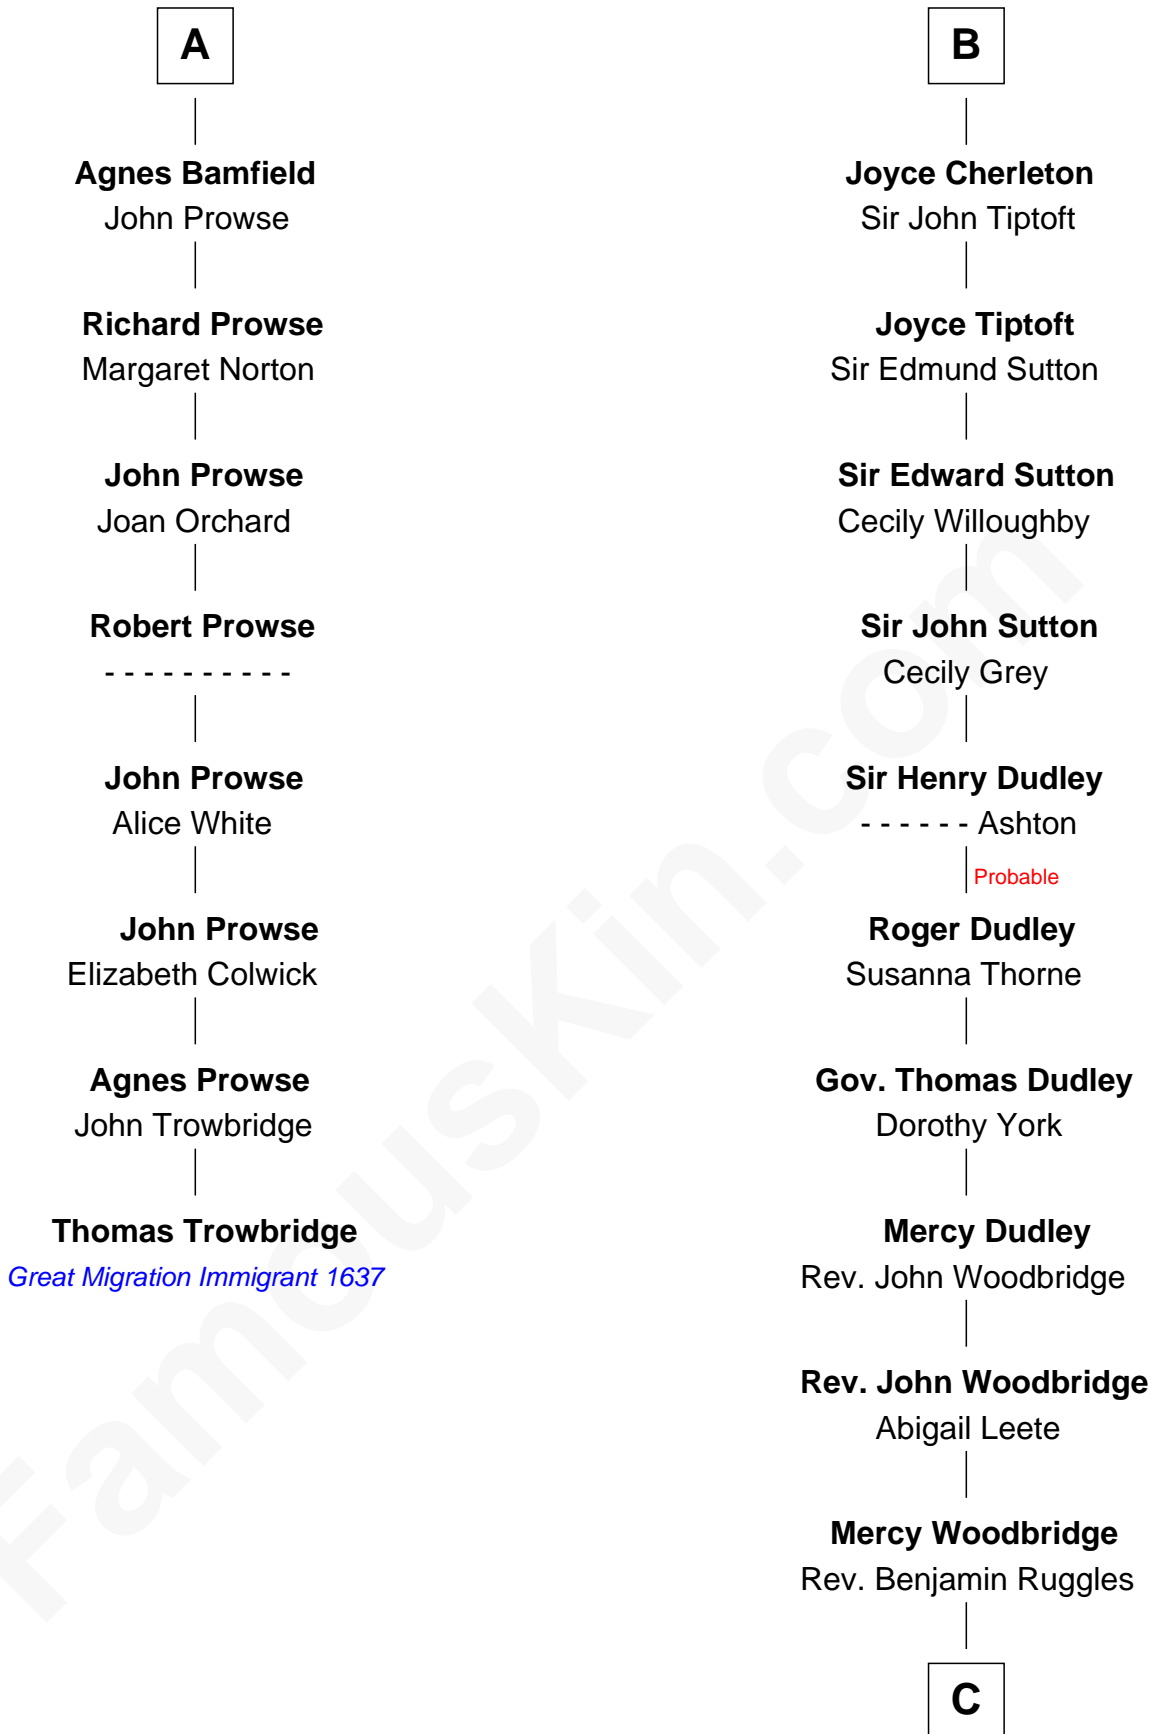 A
Agnes Bamfield
John Prowse
Richard Prowse
Margaret Norton
John Prowse
Joan Orchard
Robert Prowse
- - - - - - - - - -
John Prowse
Alice White
John Prowse
Elizabeth Colwick
Agnes Prowse
John Trowbridge
Thomas Trowbridge
Great Migration Immigrant 1637
B
Joyce Cherleton
Sir John Tiptoft
Joyce Tiptoft
Sir Edmund Sutton
Sir Edward Sutton
Cecily Willoughby
Sir John Sutton
Cecily Grey
Sir Henry Dudley
- - - - - - Ashton
Probable
Roger Dudley
Susanna Thorne
Gov. Thomas Dudley
Dorothy York
Mercy Dudley
Rev. John Woodbridge
Rev. John Woodbridge
Abigail Leete
Mercy Woodbridge
Rev. Benjamin Ruggles
C
FamousKin.com